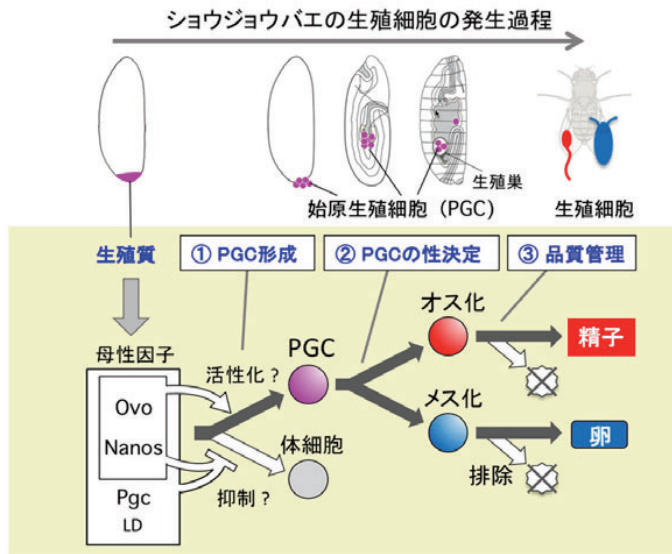 ショウジョウバエの生殖細胞の発生過程
生殖巣
始原生殖細胞（PGC）
生殖細胞
生殖質
① PGC形成
② PGCの性決定
③ 品質管理
母性因子
活性化？
PGC
オス化
精子
Ovo
Nanos
体細胞
メス化
卵
排除
Pgc
抑制？
LD